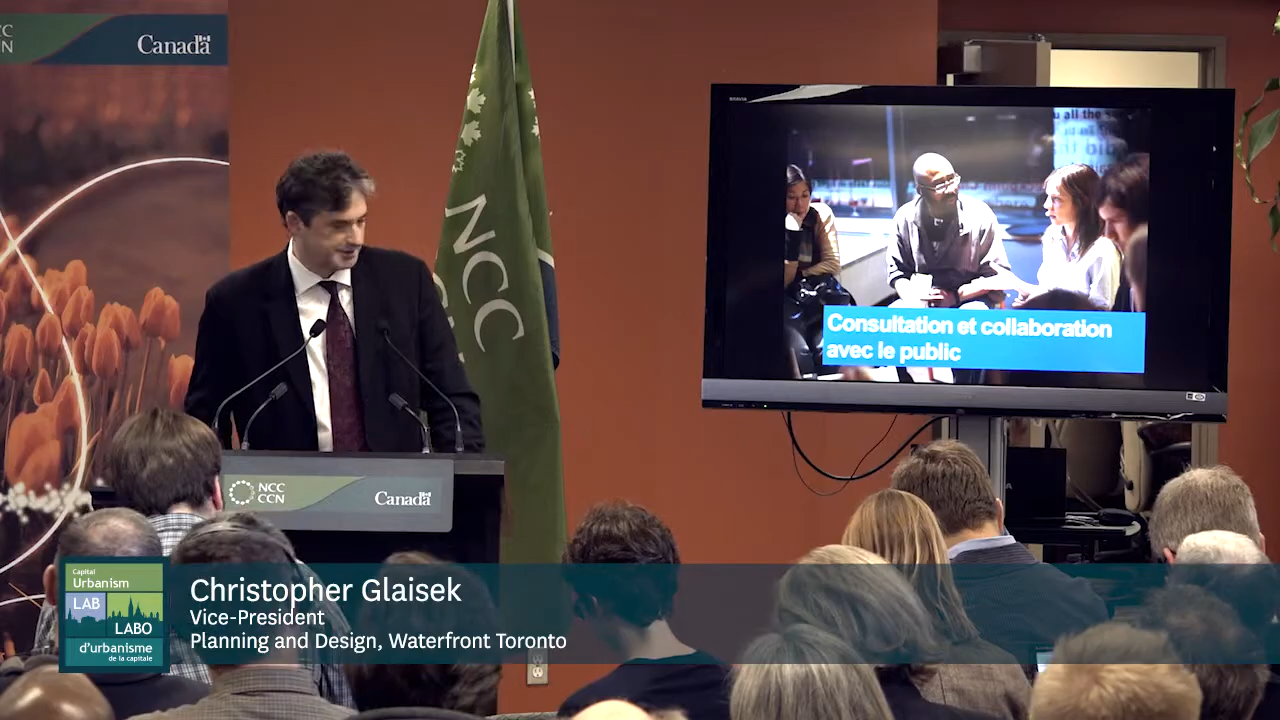 Canada
NCC
Consultation et collaboration
avec le public
NCC
CCN
Canada
Capital
Urbanism
LAB
LABO
d'urbanisme
de la capitale
Christopher Glaisek
Vice-President
Planning and Design, Waterfront Toronto